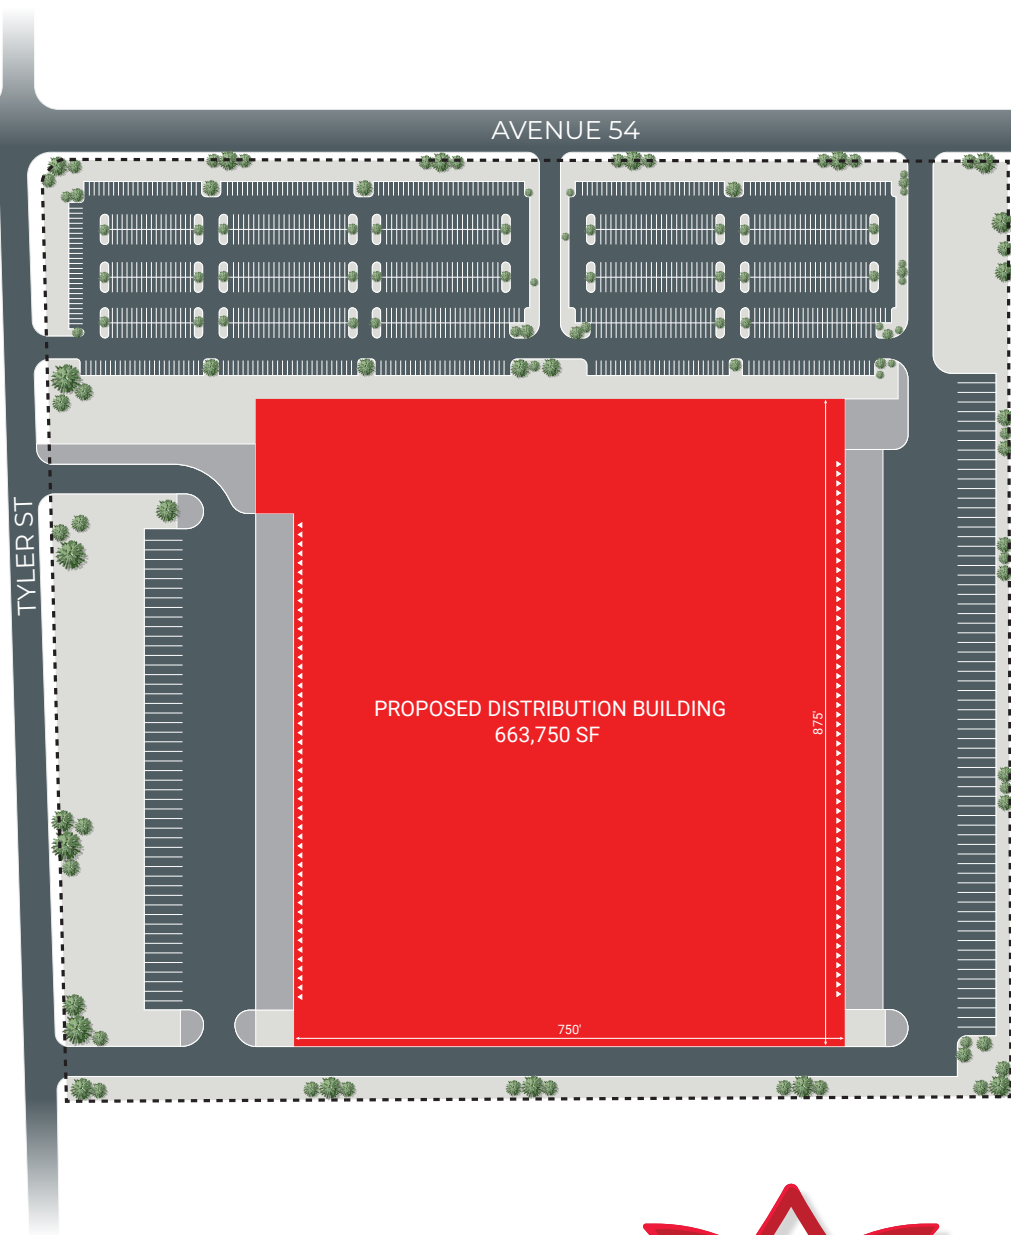 AVENUE 54
TYLER ST
PROPOSED DISTRIBUTION BUILDING
663,750 SF
875'
750'